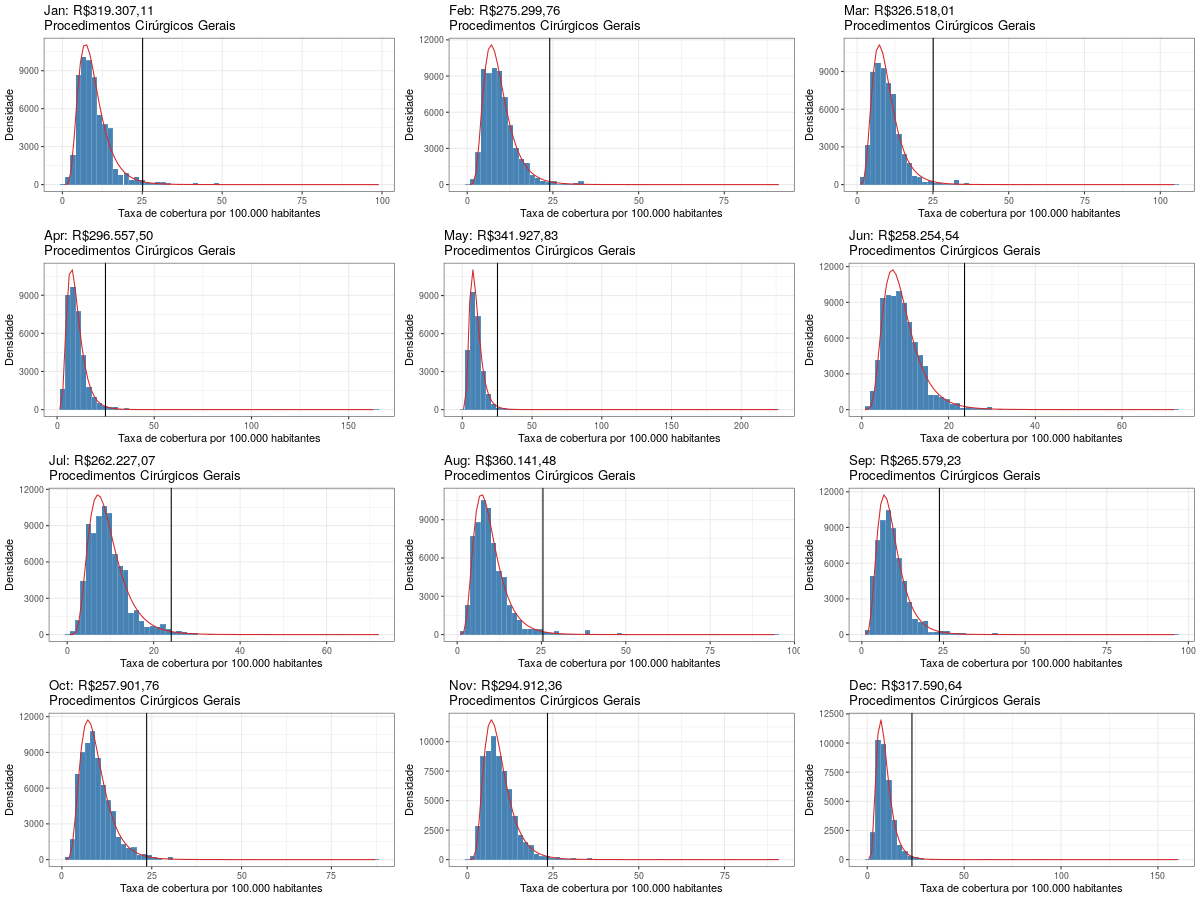 Jan: R$319.307,11
Procedimentos Cirúrgicos Gerais
9000
6000
3000
0
Densidade
0 25 50 75 100
Taxa de cobertura por 100.000 habitantes
Feb: R$275.299,76
Procedimentos Cirúrgicos Gerais
12000
9000
6000
3000
0
Densidade
0 25 50 75
Taxa de cobertura por 100.000 habitantes
Mar: R$326.518,01
Procedimentos Cirúrgicos Gerais
9000
6000
3000
0
Densidade
0 25 50 75 100
Taxa de cobertura por 100.000 habitantes
Apr: R$296.557,50
Procedimentos Cirúrgicos Gerais
9000
6000
3000
0
Densidade
0 50 100 150
Taxa de cobertura por 100.000 habitantes
May: R$341.927,83
Procedimentos Cirúrgicos Gerais
9000
6000
3000
0
Densidade
0 50 100 150 200
Taxa de cobertura por 100.000 habitantes
Jun: R$258.254,54
Procedimentos Cirúrgicos Gerais
12000
9000
6000
3000
0
Densidade
0 20 40 60
Taxa de cobertura por 100.000 habitantes
Jul: R$262.227,07
Procedimentos Cirúrgicos Gerais
12000
9000
6000
3000
0
Densidade
0 20 40 60
Taxa de cobertura por 100.000 habitantes
Aug: R$360.141,48
Procedimentos Cirúrgicos Gerais
9000
6000
3000
0
Densidade
0 25 50 75 100
Taxa de cobertura por 100.000 habitantes
Sep: R$265.579,23
Procedimentos Cirúrgicos Gerais
12000
9000
6000
3000
0
Densidade
0 25 50 75 100
Taxa de cobertura por 100.000 habitantes
Oct: R$257.901,76
Procedimentos Cirúrgicos Gerais
12000
9000
6000
3000
0
Densidade
0 25 50 75
Taxa de cobertura por 100.000 habitantes
Nov: R$294.912,36
Procedimentos Cirúrgicos Gerais
10000
7500
5000
2500
0
Densidade
0 25 50 75
Taxa de cobertura por 100.000 habitantes
Dec: R$317.590,64
Procedimentos Cirúrgicos Gerais
12500
10000
7500
5000
2500
0
Densidade
0 50 100 150
Taxa de cobertura por 100.000 habitantes